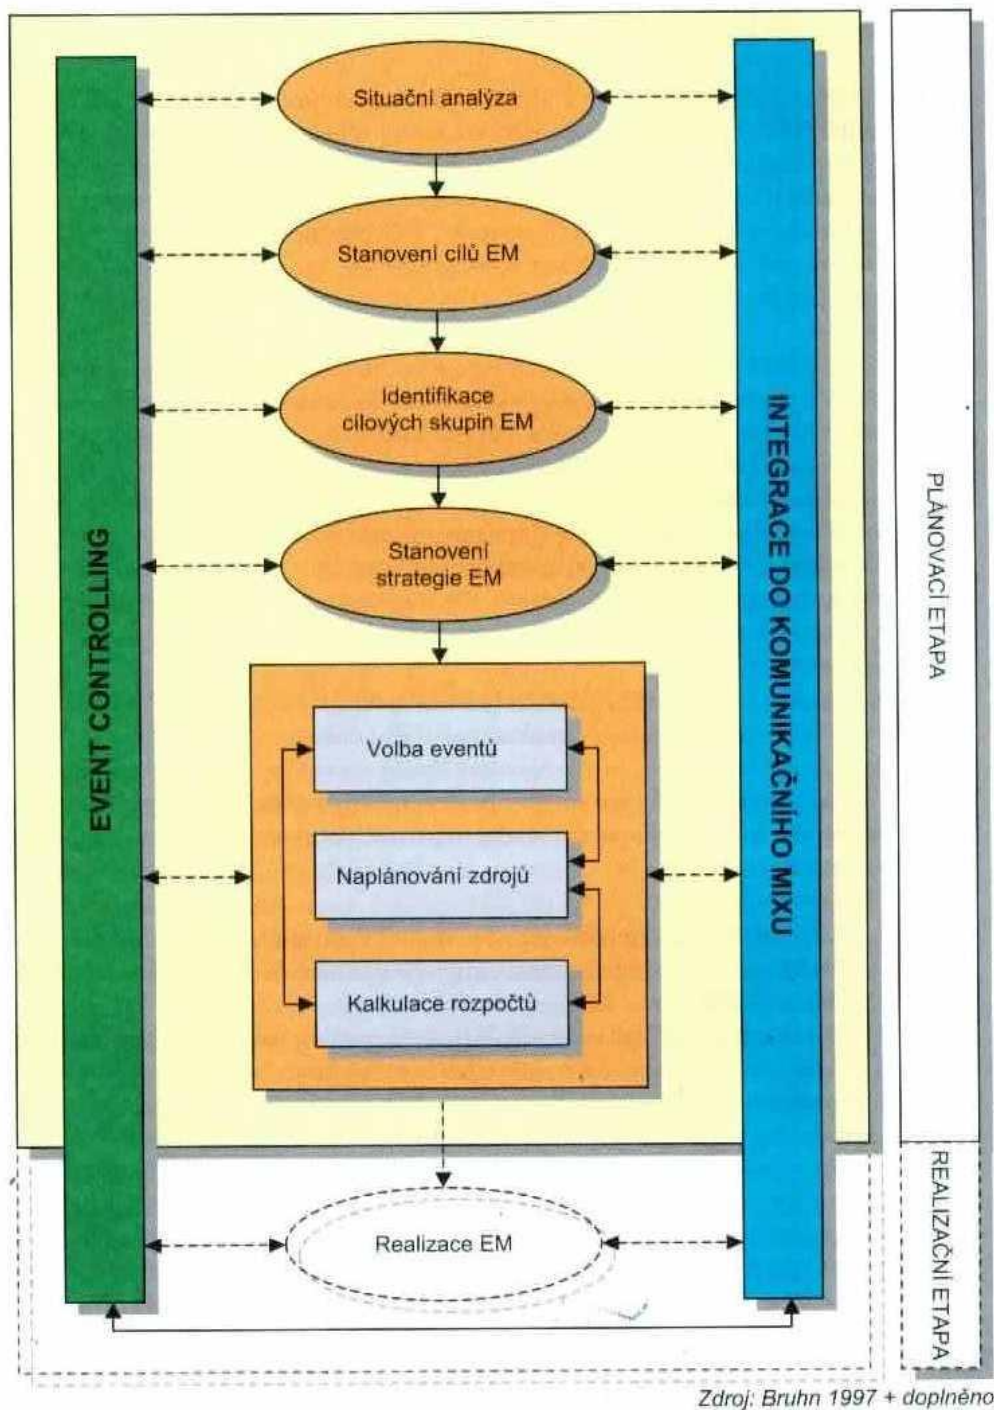 Situační analýza
Stanovení cílů EM
Identifikace
cílových skupin EM
Stanovení
strategie EM
Volba eventů
Naplánování zdrojů
Kalkulace rozpočtů
Realizace EM
EVENT CONTROLLING
INTEGRACE DO KOMUNIKAČNÍHO MIXU
PLÁNOVACÍ ETAPA
REALIZAČNÍ ETAPA
Zdroj: Bruhn 1997 + doplněno